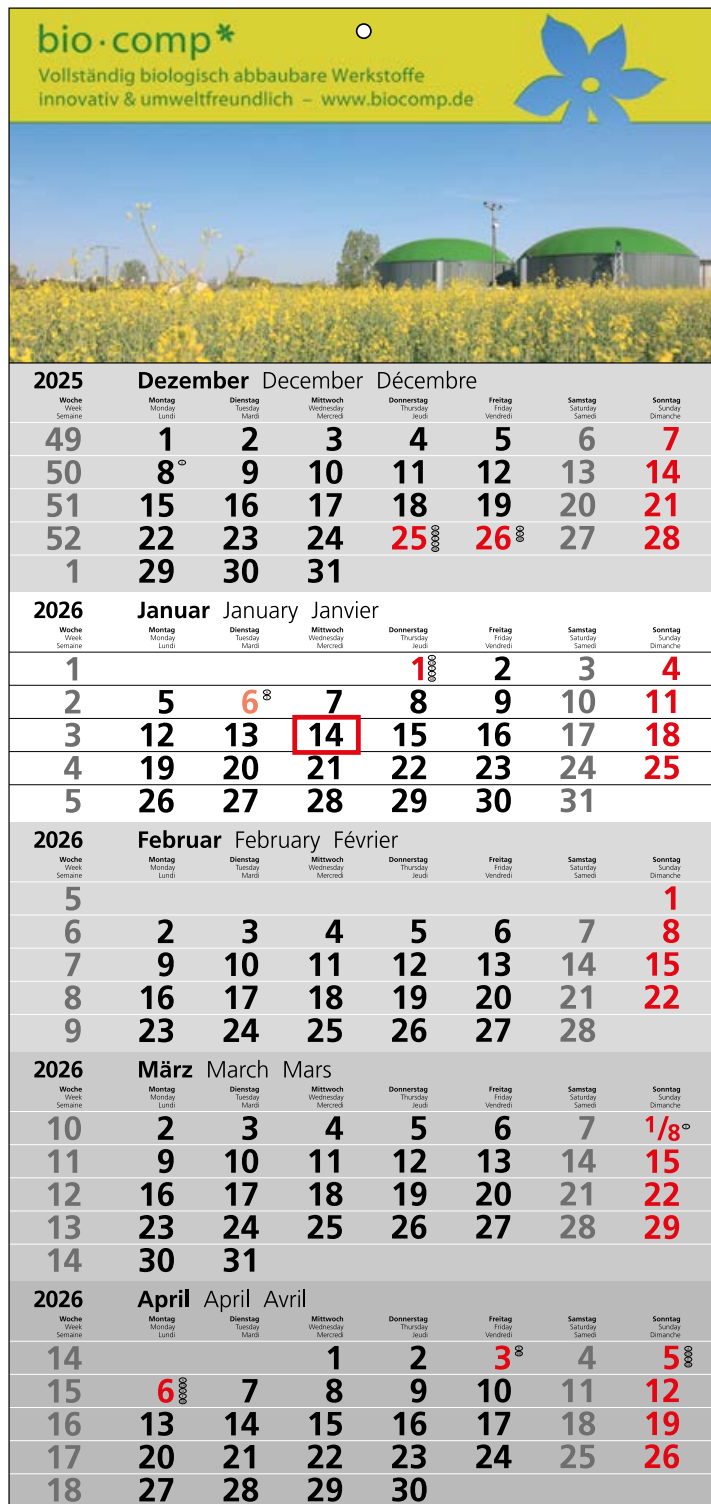 bio·comp*
Vollständig biologisch abbaubare Werkstoffe
innovativ & umweltfreundlich – www.biocomp.de
2025 Dezember December Décembre
Woche Montag Dienstag Mittwoch Donnerstag Freitag Samstag Sonntag
Week Monday Tuesday Wednesday Thursday Friday Saturday Sunday
Semaine Lundi Mardi Mercredi Jeudi Vendredi Samedi Dimanche
49 1 2 3 4 5 6 7
50 8 9 10 11 12 13 14
51 15 16 17 18 19 20 21
52 22 23 24 25 26 27 28
1 29 30 31
2026 Januar January Janvier
Woche Montag Dienstag Mittwoch Donnerstag Freitag Samstag Sonntag
Week Monday Tuesday Wednesday Thursday Friday Saturday Sunday
Semaine Lundi Mardi Mercredi Jeudi Vendredi Samedi Dimanche
1 1 2 3 4
2 5 6 7 8 9 10 11
3 12 13 14 15 16 17 18
4 19 20 21 22 23 24 25
5 26 27 28 29 30 31
2026 Februar February Février
Woche Montag Dienstag Mittwoch Donnerstag Freitag Samstag Sonntag
Week Monday Tuesday Wednesday Thursday Friday Saturday Sunday
Semaine Lundi Mardi Mercredi Jeudi Vendredi Samedi Dimanche
5 1
6 2 3 4 5 6 7 8
7 9 10 11 12 13 14 15
8 16 17 18 19 20 21 22
9 23 24 25 26 27 28
2026 März March Mars
Woche Montag Dienstag Mittwoch Donnerstag Freitag Samstag Sonntag
Week Monday Tuesday Wednesday Thursday Friday Saturday Sunday
Semaine Lundi Mardi Mercredi Jeudi Vendredi Samedi Dimanche
10 2 3 4 5 6 7 1/8
11 9 10 11 12 13 14 15
12 16 17 18 19 20 21 22
13 23 24 25 26 27 28 29
14 30 31
2026 April April Avril
Woche Montag Dienstag Mittwoch Donnerstag Freitag Samstag Sonntag
Week Monday Tuesday Wednesday Thursday Friday Saturday Sunday
Semaine Lundi Mardi Mercredi Jeudi Vendredi Samedi Dimanche
14 1 2 3 4 5
15 6 7 8 9 10 11 12
16 13 14 15 16 17 18 19
17 20 21 22 23 24 25 26
18 27 28 29 30